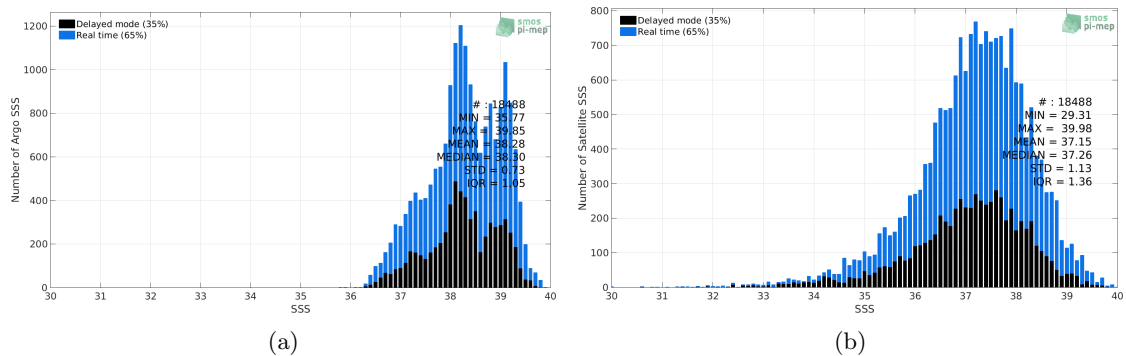 Delayed mode (35%)
Real time (65%)
smos
pi-mep
1200
1000
800
600
400
200
0
Number of Argo SSS
# : 18488
MIN = 35.77
MAX = 39.85
MEAN = 38.28
MEDIAN = 38.30
STD = 0.73
IQR = 1.05
30 31 32 33 34 35 36 37 38 39 40
SSS
(a)
Delayed mode (35%)
Real time (65%)
smos
pi-mep
800
700
600
500
400
300
200
100
0
Number of Satellite SSS
# : 18488
MIN = 29.31
MAX = 39.98
MEAN = 37.15
MEDIAN = 37.26
STD = 1.13
IQR = 1.36
30 31 32 33 34 35 36 37 38 39 40
SSS
(b)